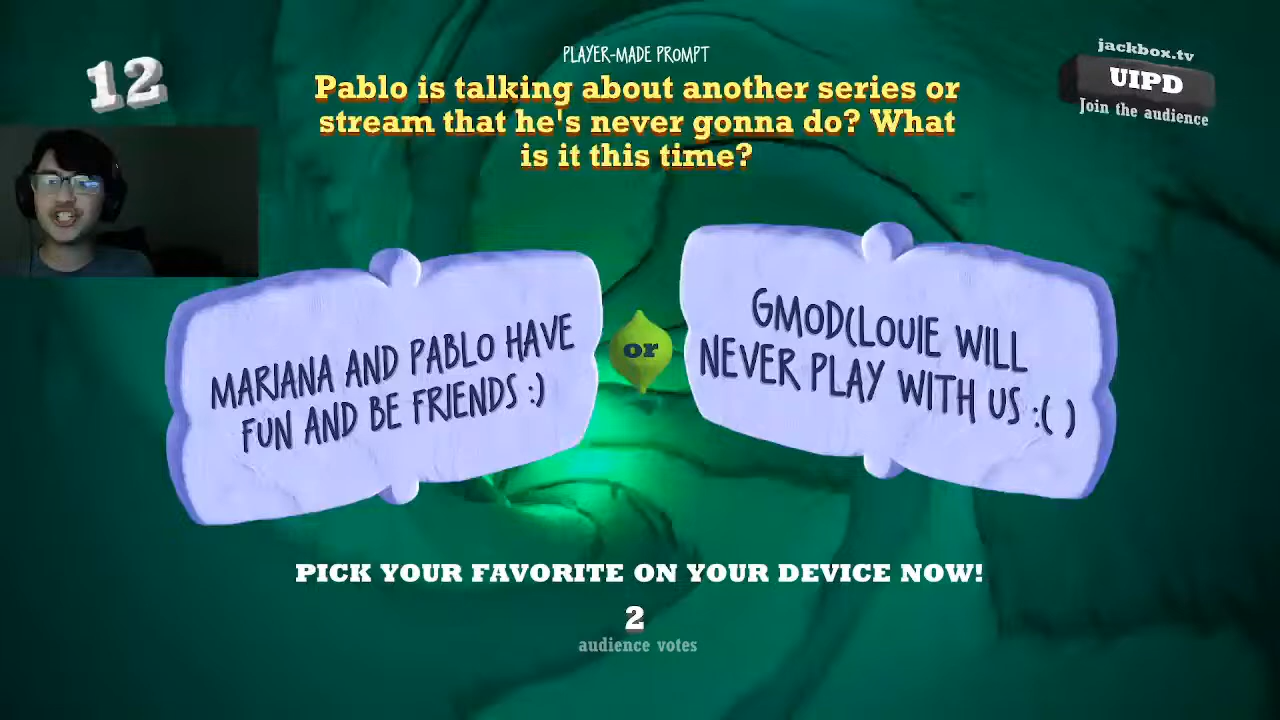 12
PLAYER-MADE PROMPT
Pablo is talking about another series or
stream that he's never gonna do? What
is it this time?
jackbox.tv
UIPD
Join the audience
MARIANA AND PABLO HAVE
FUN AND BE FRIENDS :)
or
GMOD(LOUIE WILL
NEVER PLAY WITH US :( )
PICK YOUR FAVORITE ON YOUR DEVICE NOW!
2
audience votes